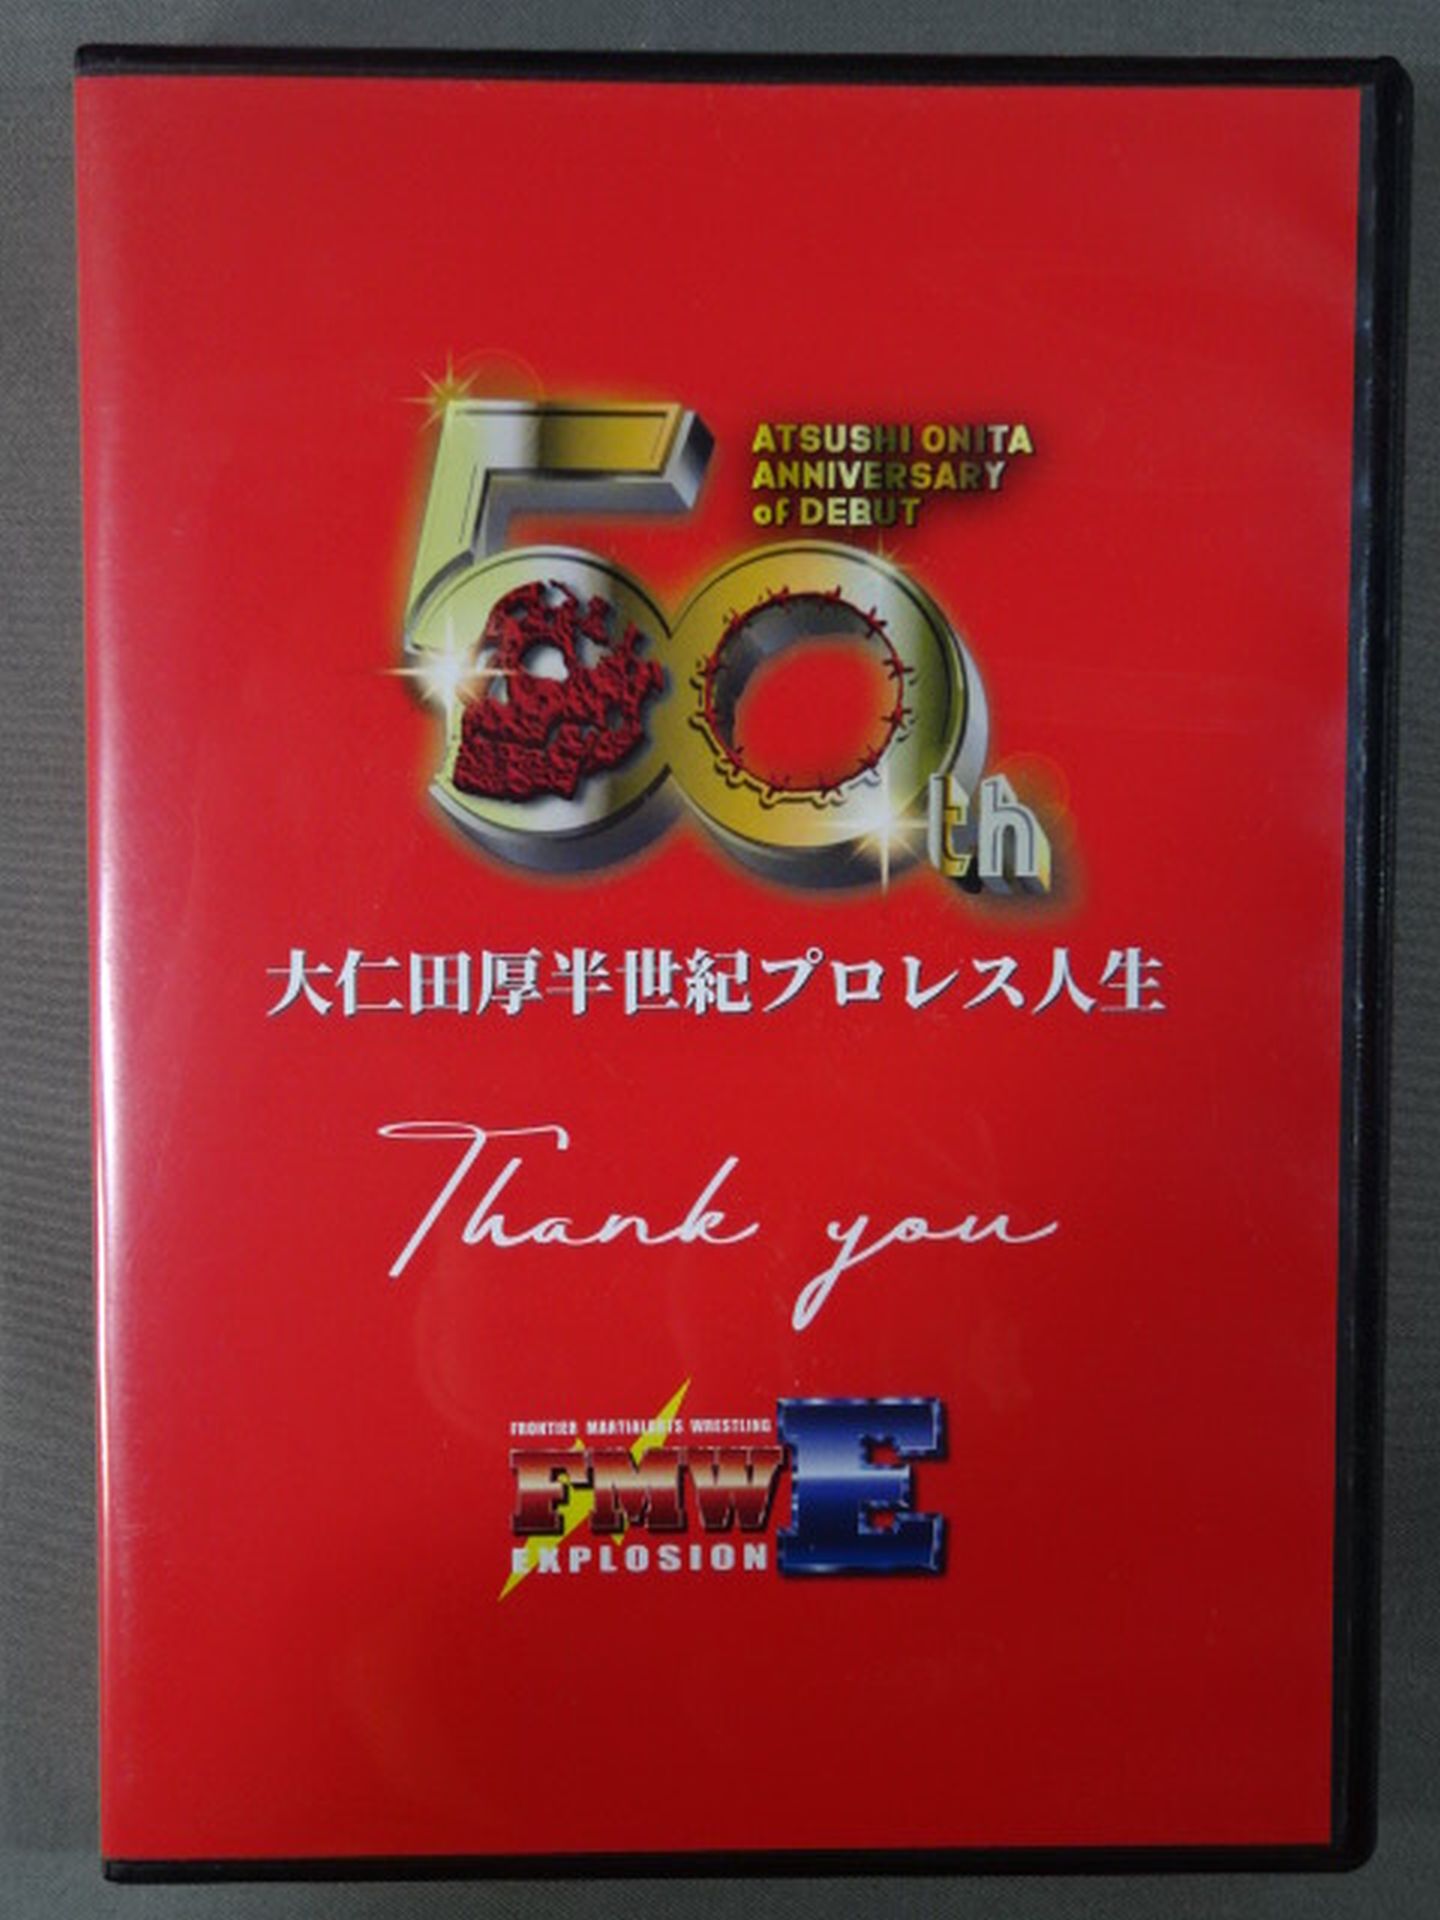 50th
ATSUSHI ONITA
ANNIVERSARY
of DEBUT
大仁田厚半世紀プロレス人生
Thank you
FRONTIER MARTIALARTS WRESTLING
FMWE
EXPLOSION